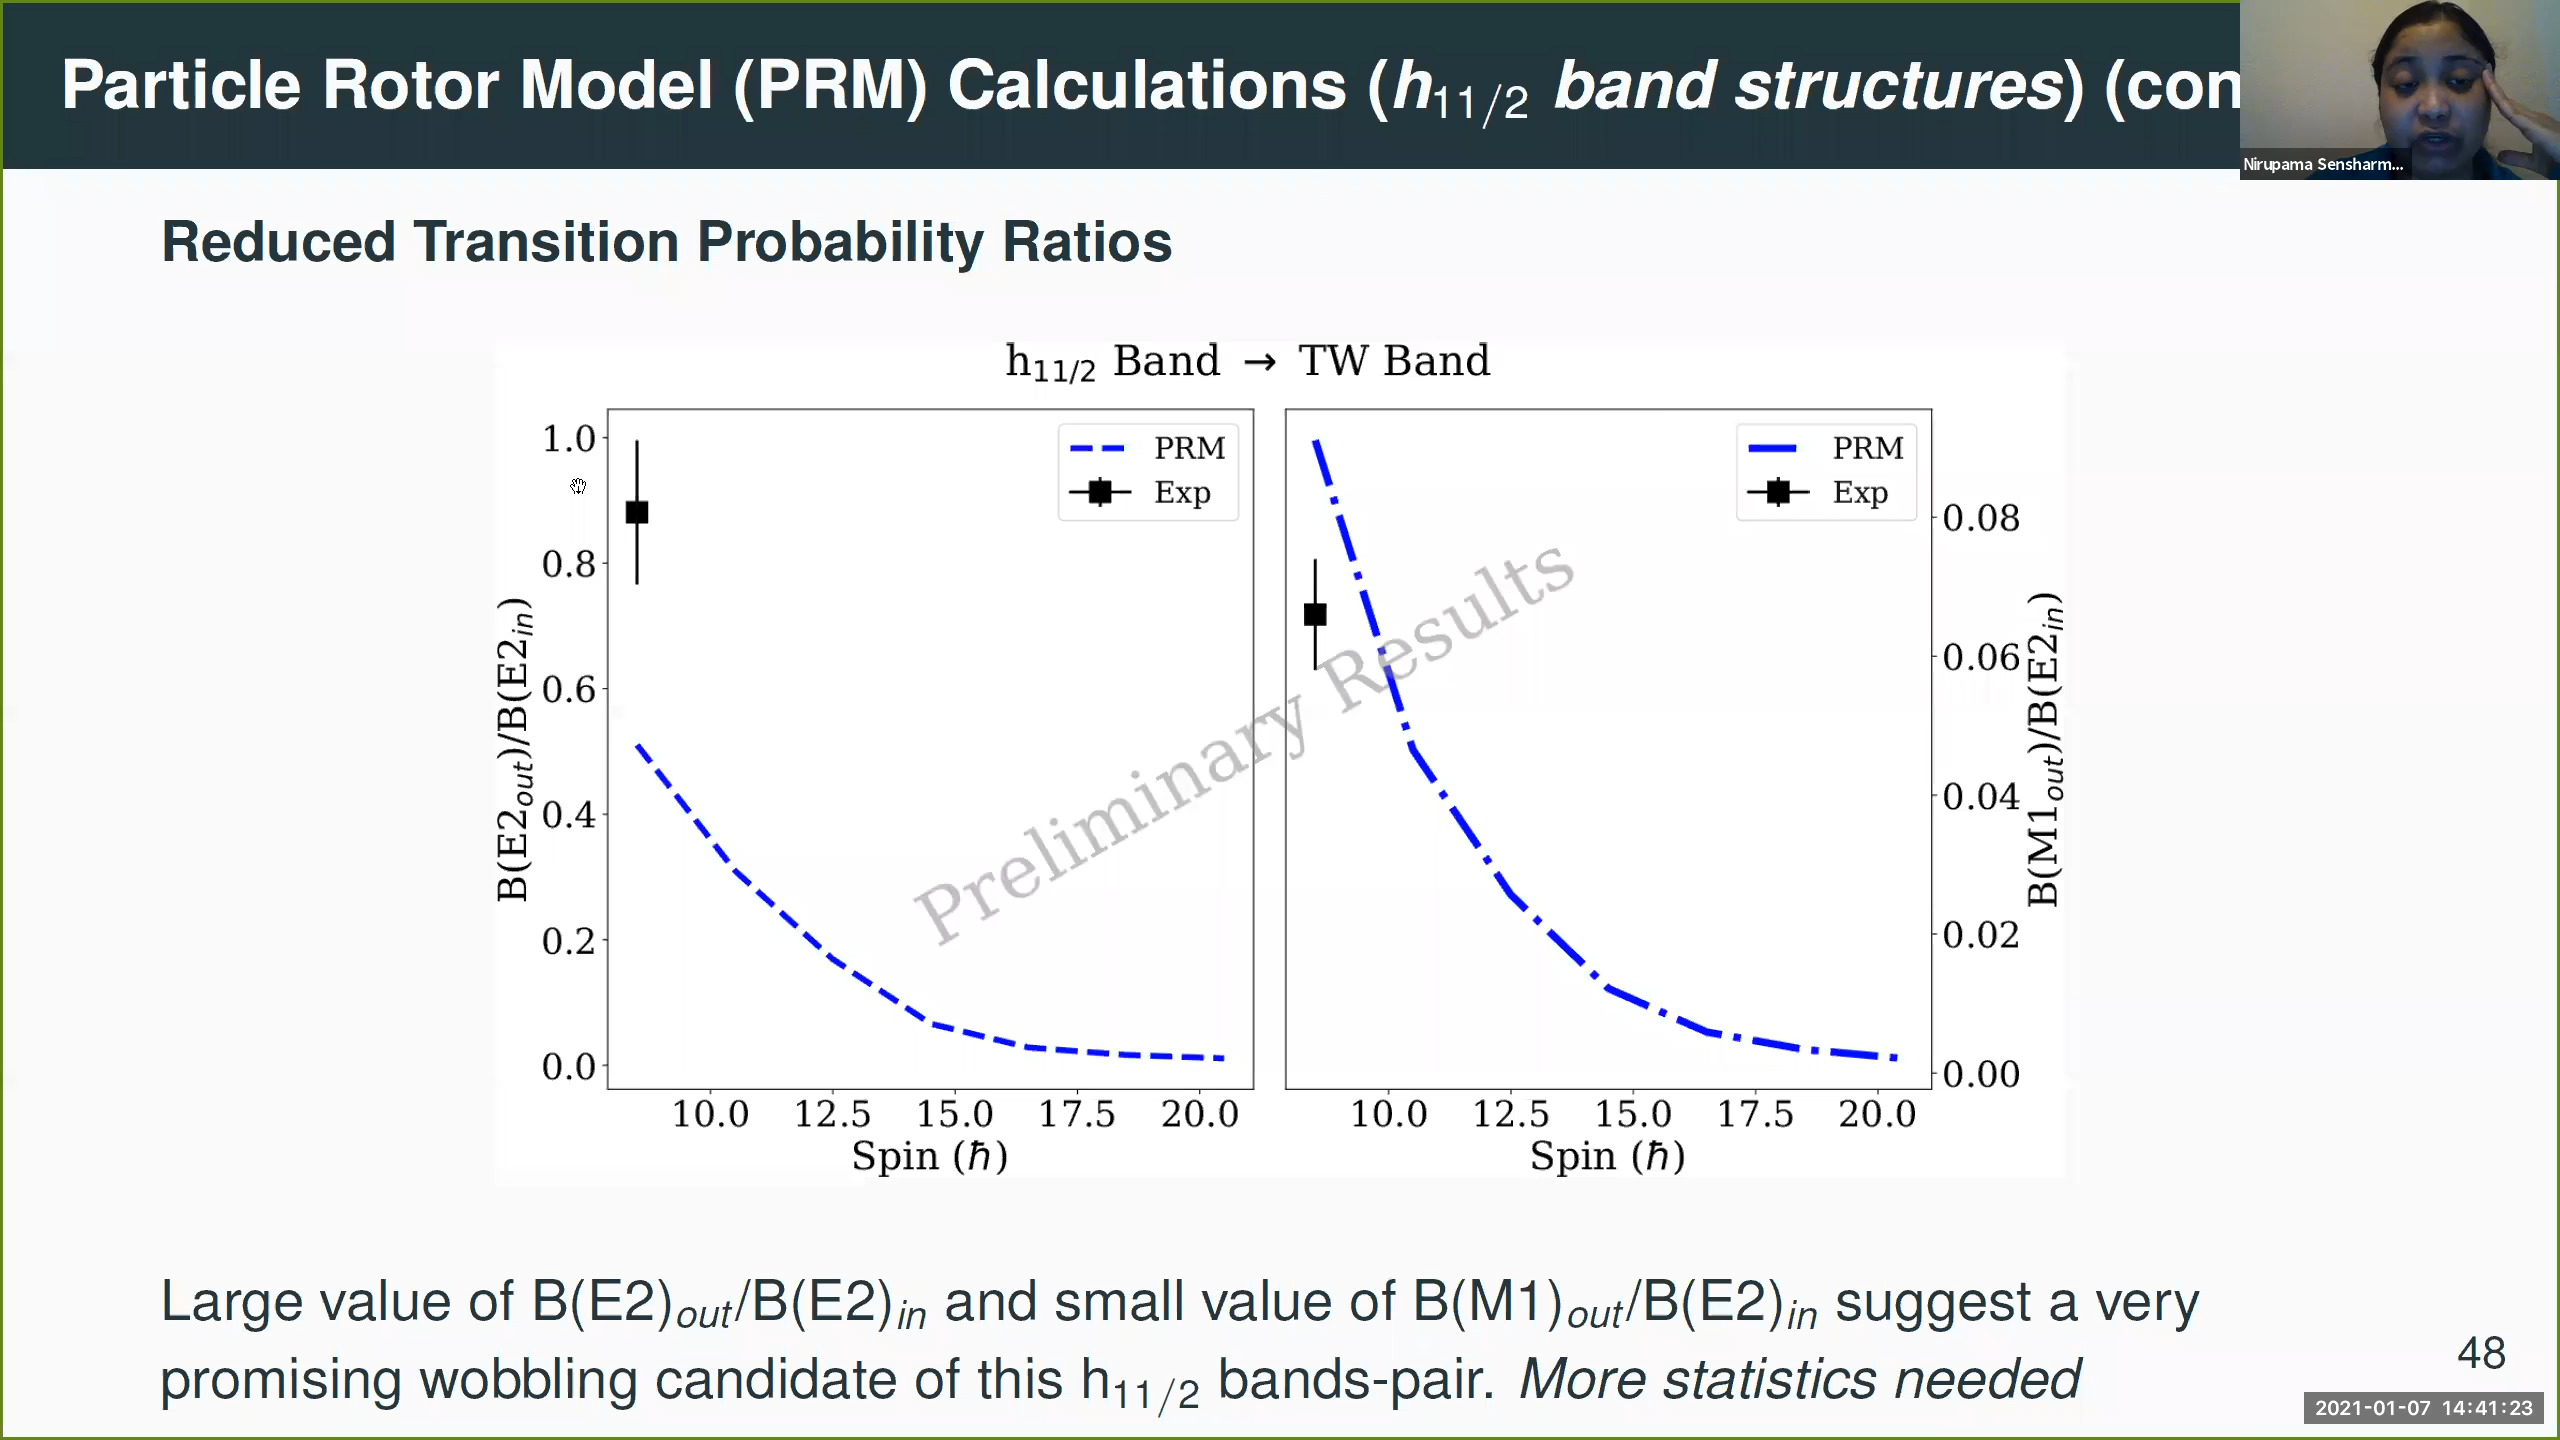 Particle Rotor Model (PRM) Calculations (h11/2 band structures) (con
Nirupama Sensharm...
Reduced Transition Probability Ratios
h11/2 Band → TW Band
PRM
Exp
1.0
0.8
0.6
0.4
0.2
0.0
B(E2out)/B(E2in)
10.0 12.5 15.0 17.5 20.0
Spin (ħ)
PRM
Exp
0.08
0.06
0.04
0.02
0.00
B(M1out)/B(E2in)
10.0 12.5 15.0 17.5 20.0
Spin (ħ)
Preliminary Results
Large value of B(E2)out/B(E2)in and small value of B(M1)out/B(E2)in suggest a very
promising wobbling candidate of this h11/2 bands-pair. More statistics needed
48
2021-01-07 14:41:23